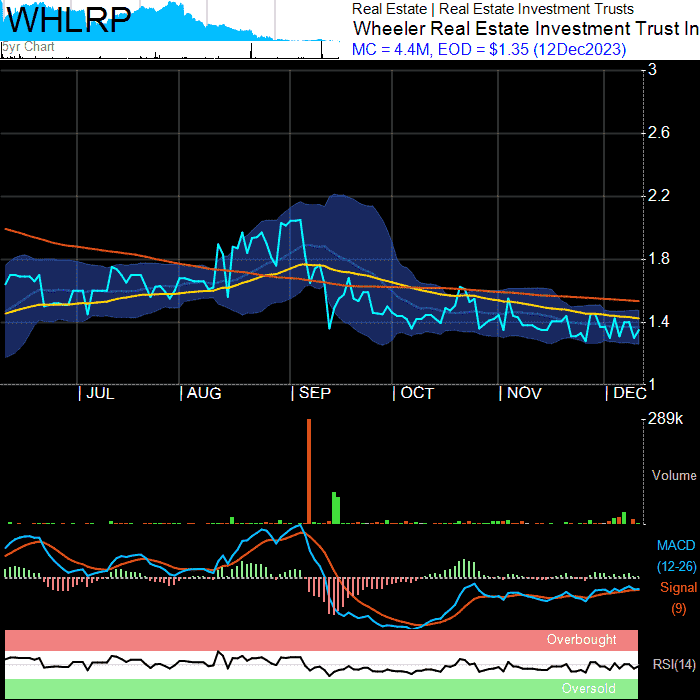 WHLRP
byr Chart
Real Estate | Real Estate Investment Trusts
Wheeler Real Estate Investment Trust In
MC = 4.4M, EOD = $1.35 (12Dec2023)
3
2.6
2.2
1.8
1.4
1
JUL AUG SEP OCT NOV DEC
289k
Volume
MACD
(12-26)
Signal
(9)
Overbought
RSI(14)
Oversold